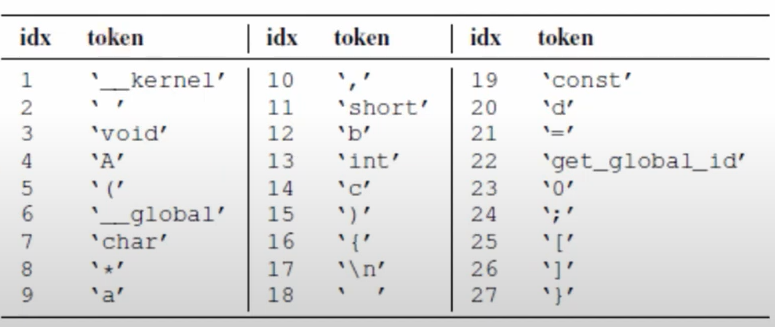 idx token idx token idx token
1 ‘__kernel’ 10 ‘,’ 19 ‘const’
2 ‘ ’ 11 ‘short’ 20 ‘d’
3 ‘void’ 12 ‘b’ 21 ‘=’
4 ‘A’ 13 ‘int’ 22 ‘get_global_id’
5 ‘(’ 14 ‘c’ 23 ‘0’
6 ‘__global’ 15 ‘)’ 24 ‘;’
7 ‘char’ 16 ‘{’ 25 ‘[’
8 ‘*’ 17 ‘\n’ 26 ‘]’
9 ‘a’ 18 ‘  ’ 27 ‘}’